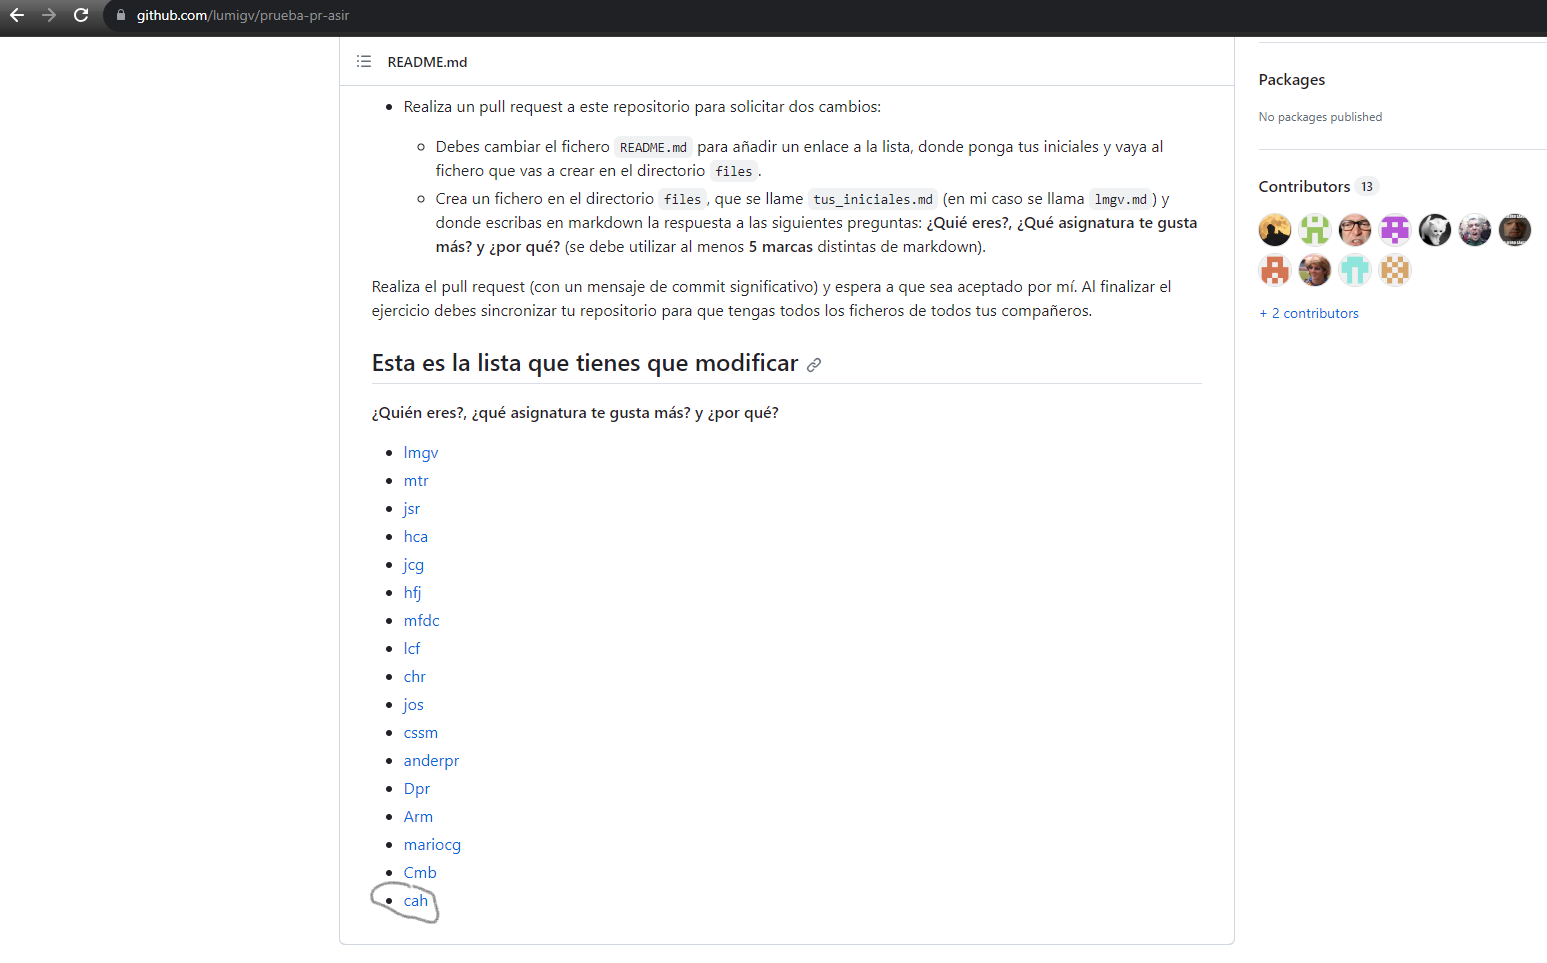 github.com/lumigv/prueba-pr-asir
README.md
Realiza un pull request a este repositorio para solicitar dos cambios:
Debes cambiar el fichero README.md para añadir un enlace a la lista, donde ponga tus iniciales y vaya al
fichero que vas a crear en el directorio files.
Crea un fichero en el directorio files, que se llame tus_iniciales.md (en mi caso se llama lmgv.md) y
donde escribas en markdown la respuesta a las siguientes preguntas: ¿Quié eres?, ¿Qué asignatura te gusta
más? y ¿por qué? (se debe utilizar al menos 5 marcas distintas de markdown).
Realiza el pull request (con un mensaje de commit significativo) y espera a que sea aceptado por mí. Al finalizar el
ejercicio debes sincronizar tu repositorio para que tengas todos los ficheros de todos tus compañeros.
Esta es la lista que tienes que modificar
¿Quién eres?, ¿qué asignatura te gusta más? y ¿por qué?
lmgv
mtr
jsr
hca
jcg
hfj
mfdc
lcf
chr
jos
cssm
anderpr
Dpr
Arm
mariocg
Cmb
cah
Packages
No packages published
Contributors 13
+ 2 contributors